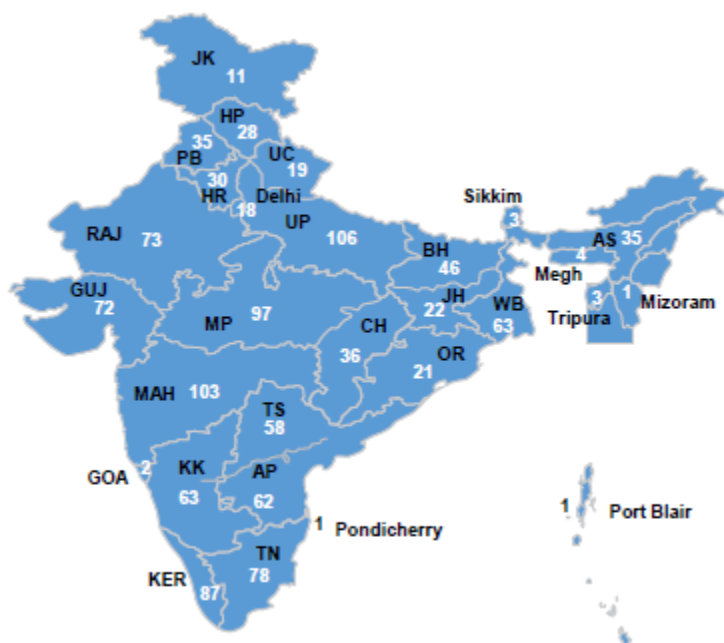 JK
11
HP
28
35
PB
UC
19
30
HR
Delhi
18
UP
106
Sikkim
3
RAJ
73
BH
46
AS
35
4
Megh
GUJ
72
MP
97
JH
22
WB
63
3
Tripura
1
Mizoram
CH
36
OR
21
MAH
103
TS
58
GOA
2
KK
63
AP
62
1
Pondicherry
1
Port Blair
TN
78
KER
87